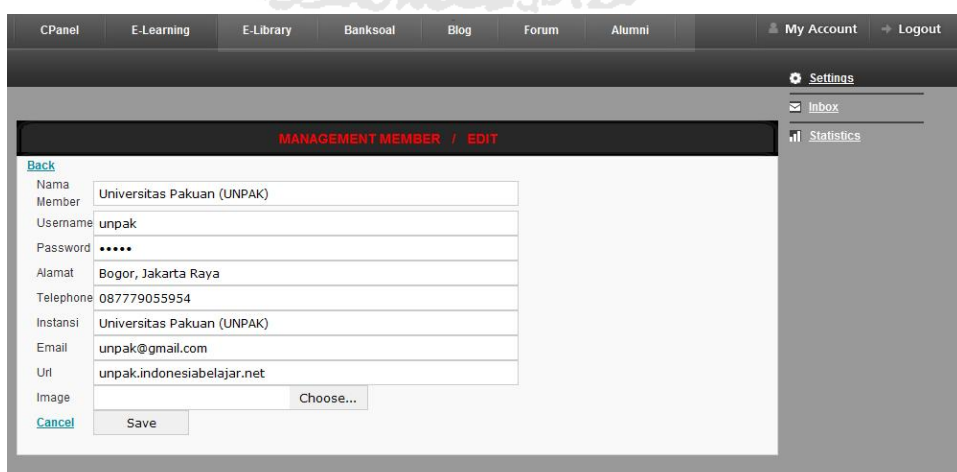 CPanel E-Learning E-Library Banksoal Blog Forum Alumni My Account Logout
Settings
Inbox
Statistics
MANAGEMENT MEMBER / EDIT
Back
Nama Member Universitas Pakuan (UNPAK)
Username unpak
Password •••••
Alamat Bogor, Jakarta Raya
Telephone 087779055954
Instansi Universitas Pakuan (UNPAK)
Email unpak@gmail.com
Url unpak.indonesiabelajar.net
Image Choose...
Cancel Save